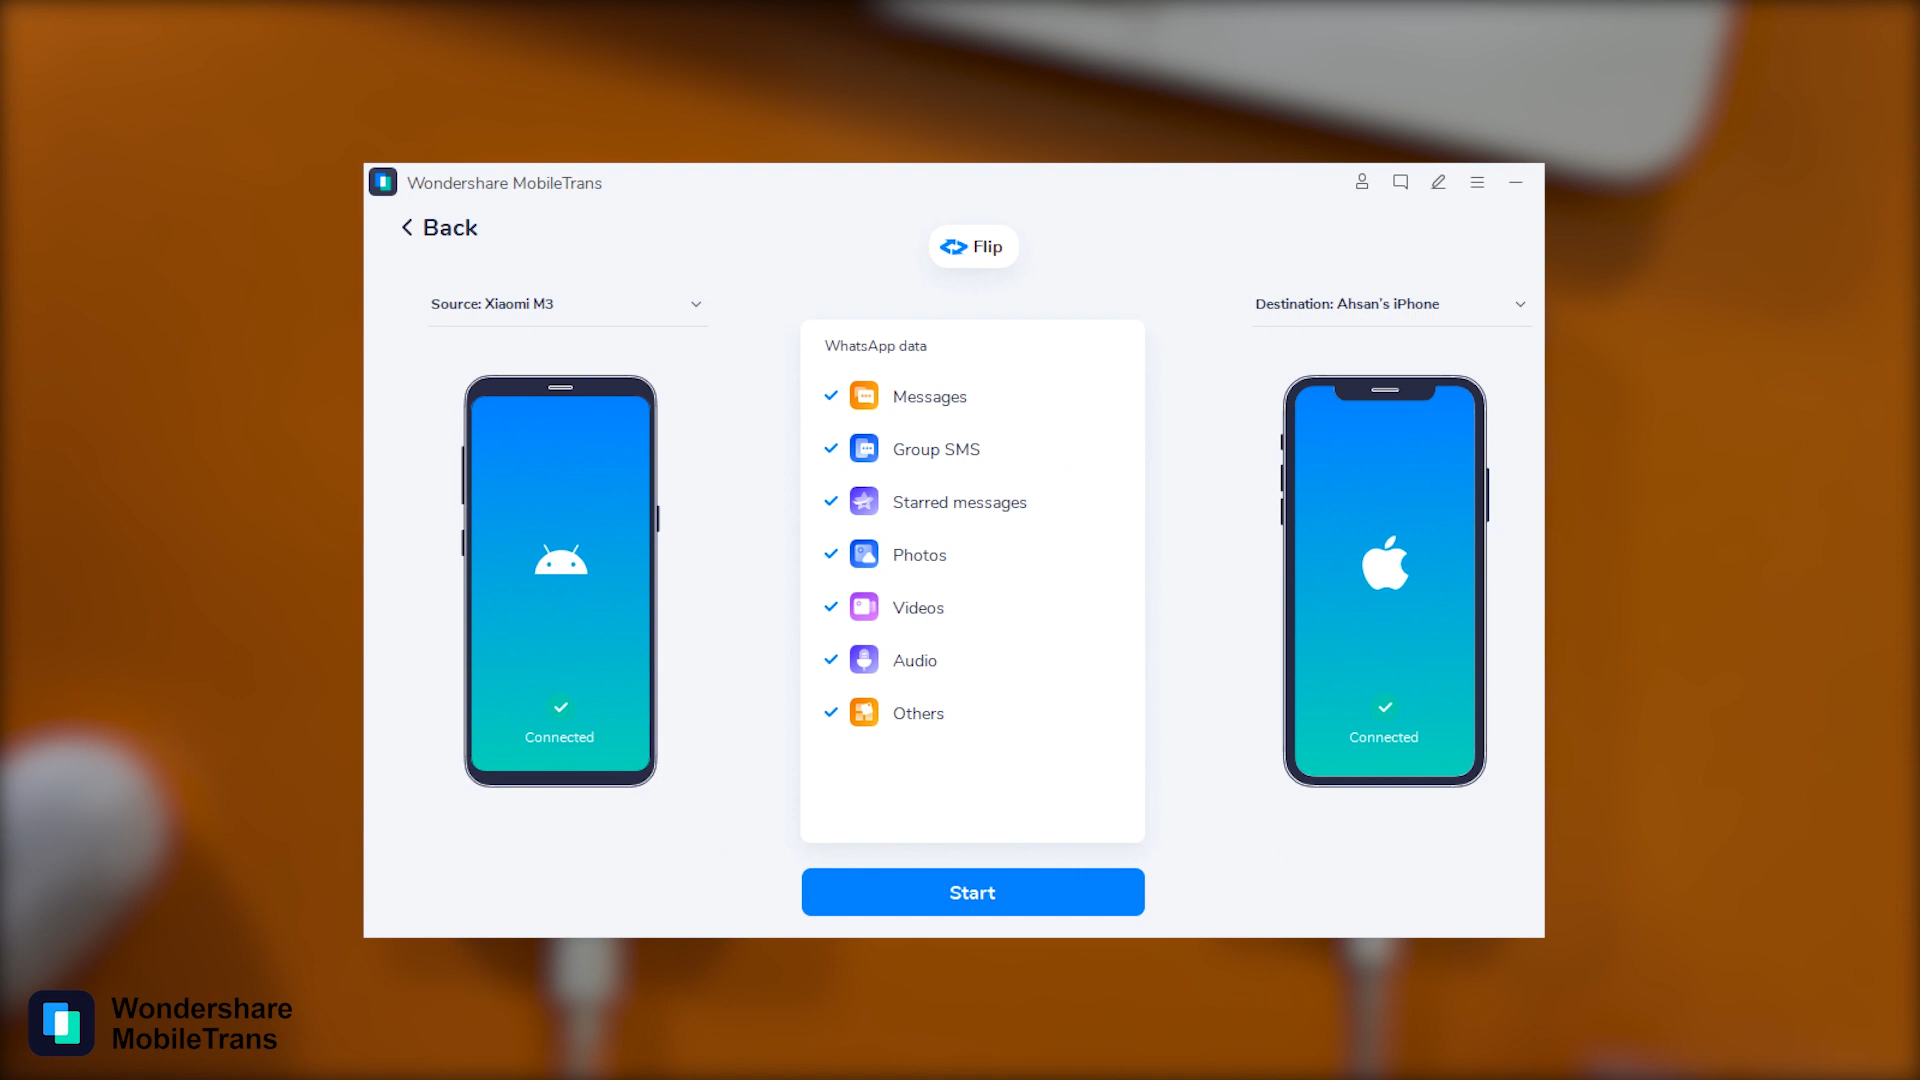 Wondershare MobileTrans
Back
Flip
Source: Xiaomi M3
Destination: Ahsan's iPhone
WhatsApp data
Messages
Group SMS
Starred messages
Photos
Videos
Audio
Others
Connected
Connected
Start
Wondershare
MobileTrans